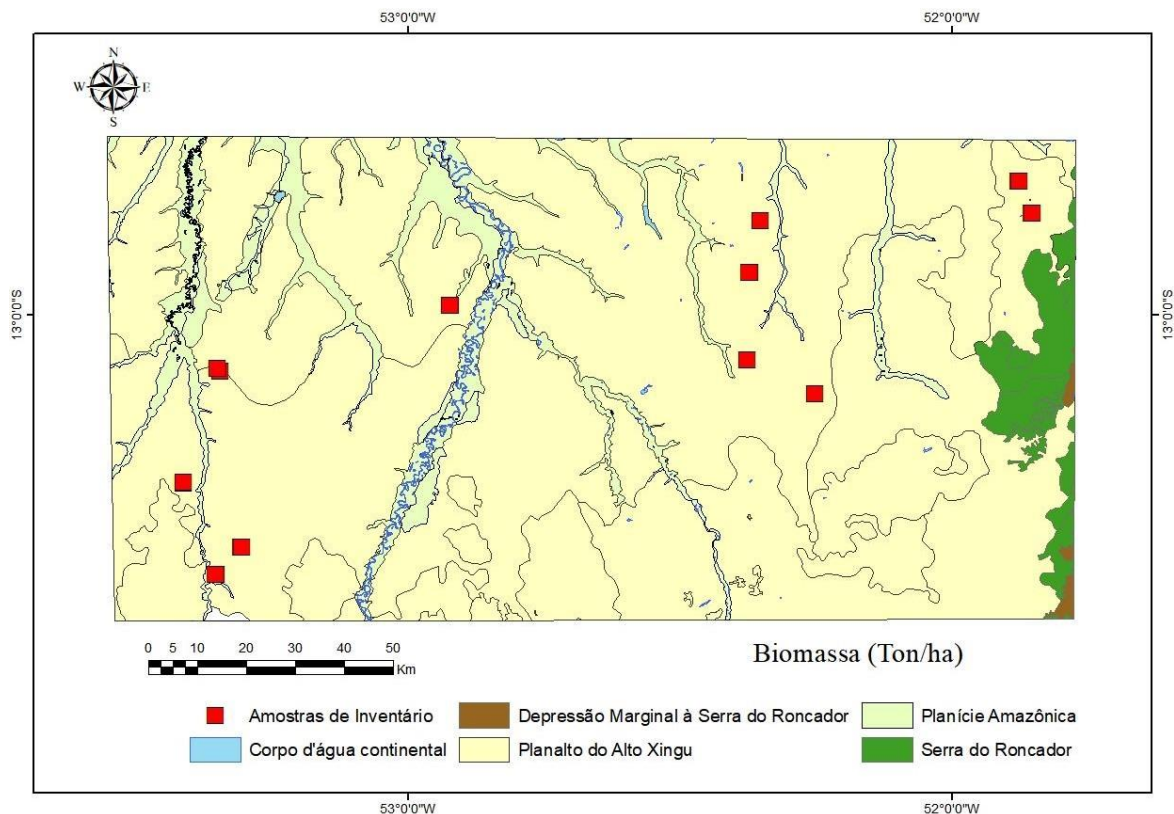 53°0'0"W 52°0'0"W
N
W E
S
13°0'0"S 13°0'0"S
0 5 10 20 30 40 50
Km
Biomassa (Ton/ha)
Amostras de Inventário Depressão Marginal à Serra do Roncador Planície Amazônica
Corpo d'água continental Planalto do Alto Xingu Serra do Roncador
53°0'0"W 52°0'0"W